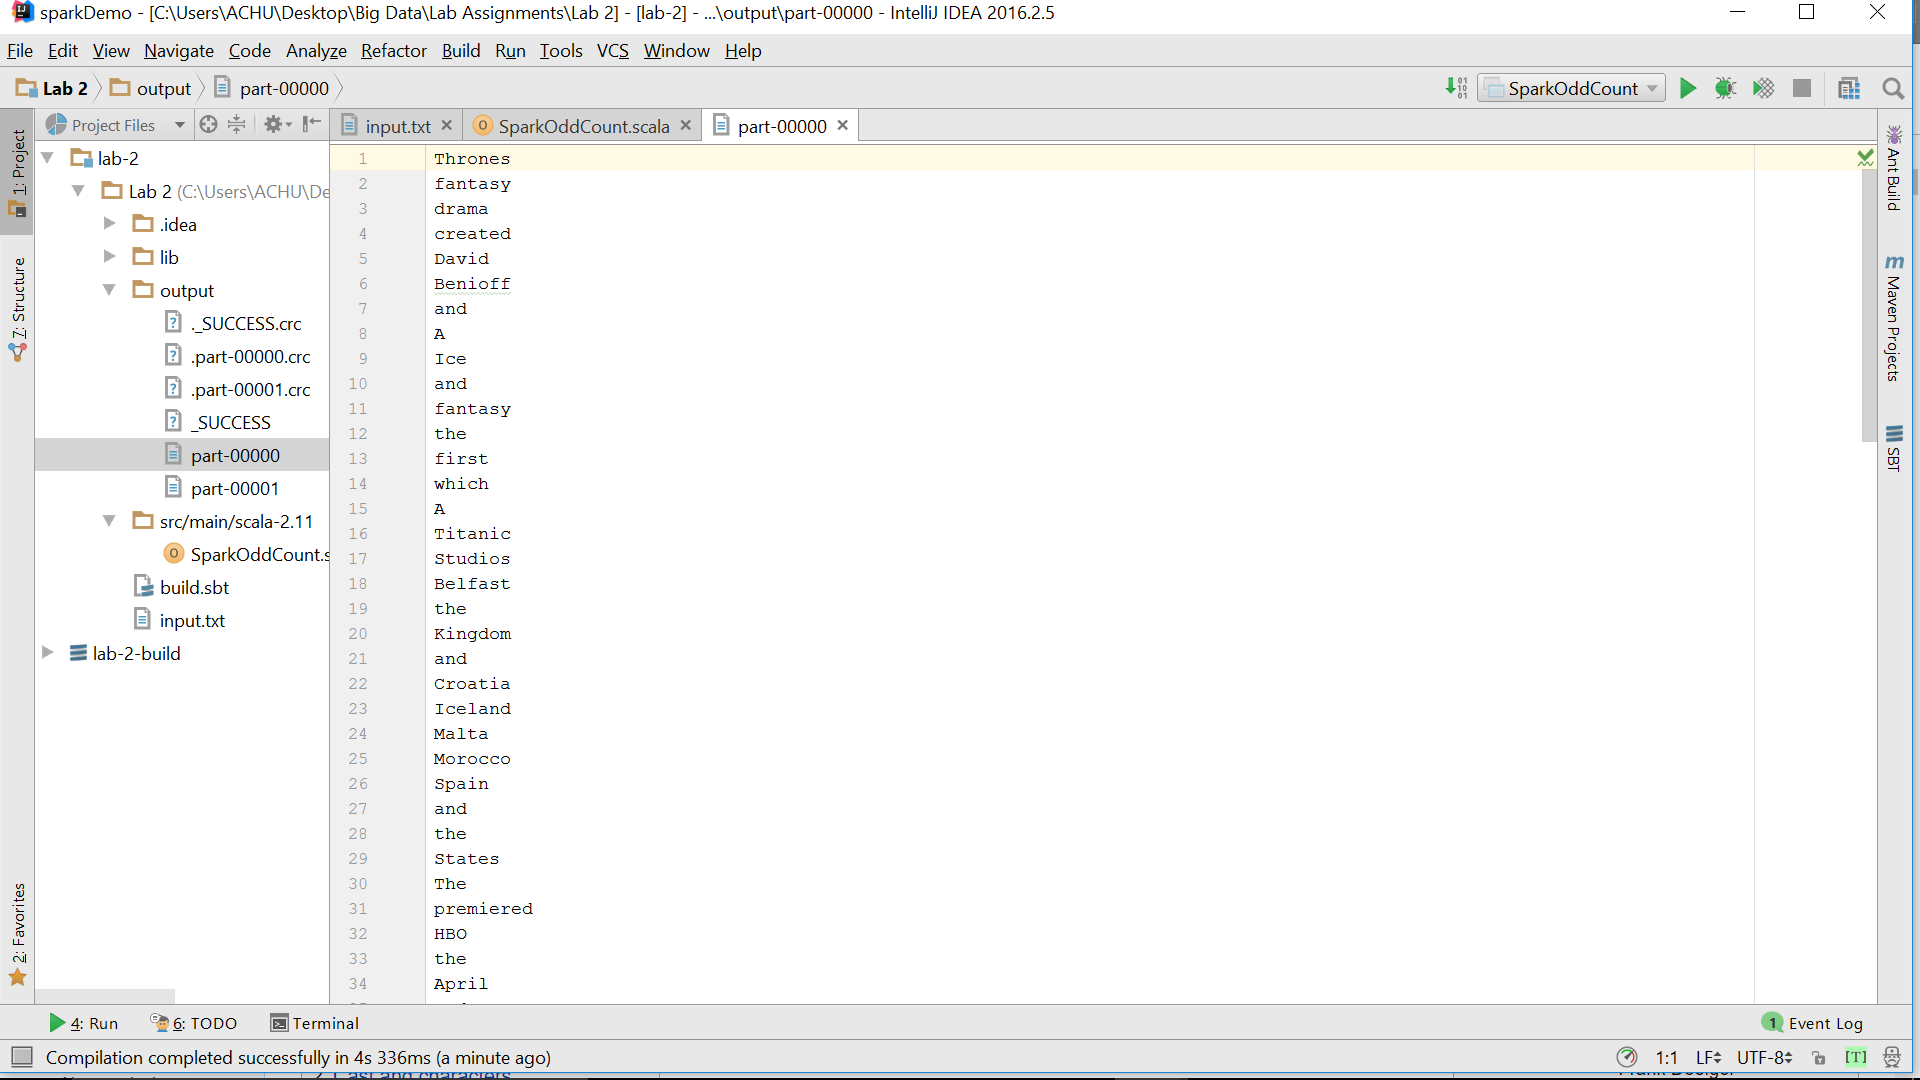 sparkDemo - [C:\Users\ACHU\Desktop\Big Data\Lab Assignments\Lab 2] - [lab-2] - ...\output\part-00000 - IntelliJ IDEA 2016.2.5
File Edit View Navigate Code Analyze Refactor Build Run Tools VCS Window Help
Lab 2 output part-00000 SparkOddCount
Project Files input.txt SparkOddCount.scala part-00000
1: Project
7: Structure
2: Favorites
lab-2
Lab 2 (C:\Users\ACHU\De
.idea
lib
output
._SUCCESS.crc
.part-00000.crc
.part-00001.crc
_SUCCESS
part-00000
part-00001
src/main/scala-2.11
SparkOddCount.s
build.sbt
input.txt
lab-2-build
1 Thrones
2 fantasy
3 drama
4 created
5 David
6 Benioff
7 and
8 A
9 Ice
10 and
11 fantasy
12 the
13 first
14 which
15 A
16 Titanic
17 Studios
18 Belfast
19 the
20 Kingdom
21 and
22 Croatia
23 Iceland
24 Malta
25 Morocco
26 Spain
27 and
28 the
29 States
30 The
31 premiered
32 HBO
33 the
34 April
Ant Build
Maven Projects
SBT
4: Run 6: TODO Terminal 1 Event Log
Compilation completed successfully in 4s 336ms (a minute ago) 1:1 LF UTF-8 [T]